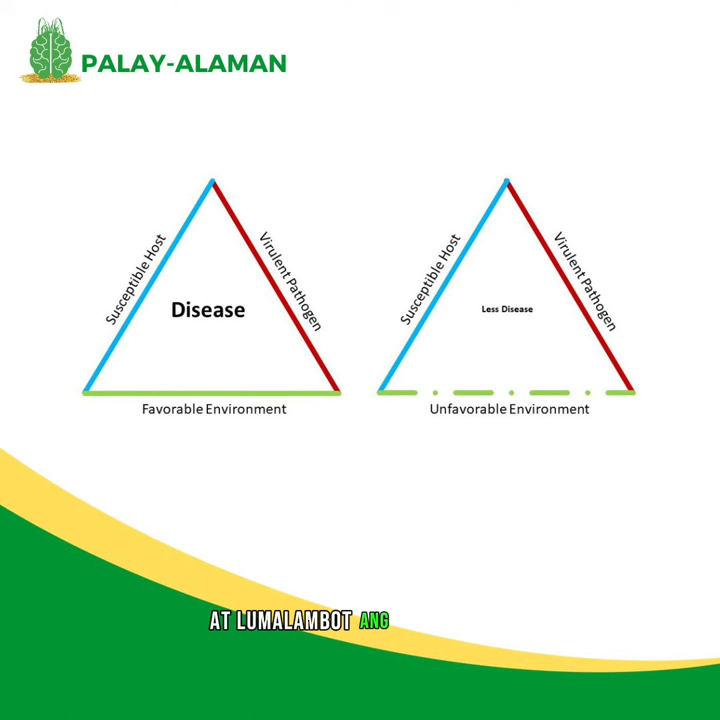 PALAY-ALAMAN
Susceptible Host
Virulent Pathogen
Disease
Favorable Environment
Susceptible Host
Virulent Pathogen
Less Disease
Unfavorable Environment
AT LUMALAMBOT ANG